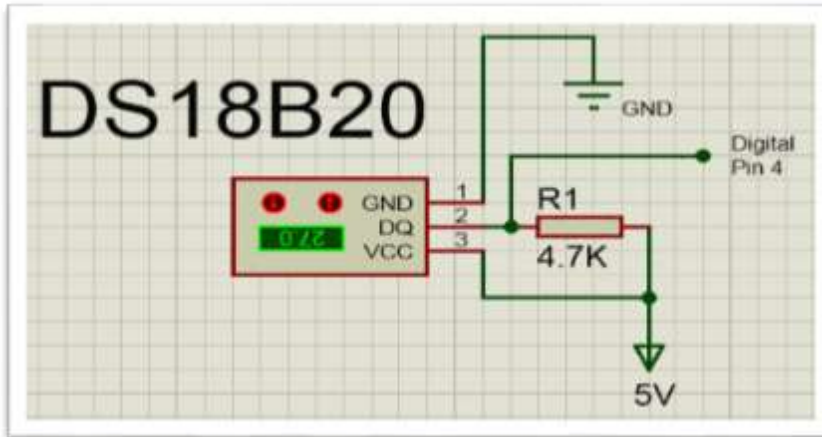 DS18B20
GND
Digital
Pin 4
GND 1
DQ 2
VCC 3
27.0
R1
4.7K
5V